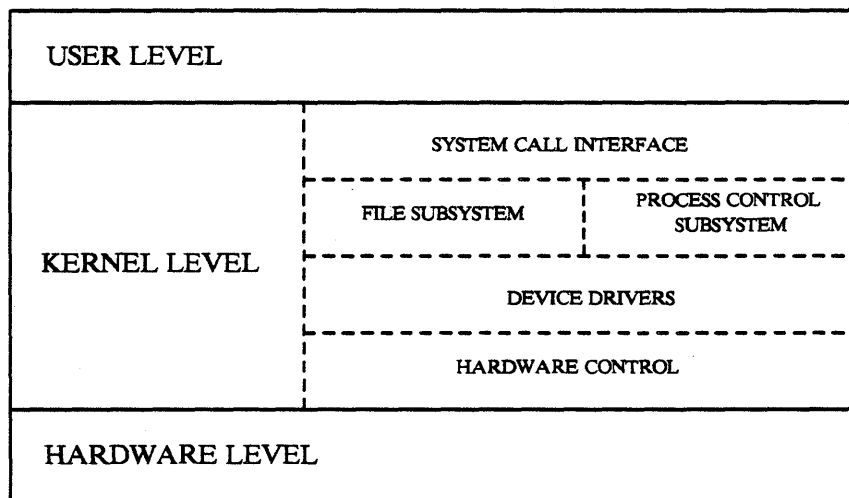 USER LEVEL
SYSTEM CALL INTERFACE
FILE SUBSYSTEM
PROCESS CONTROL
SUBSYSTEM
KERNEL LEVEL
DEVICE DRIVERS
HARDWARE CONTROL
HARDWARE LEVEL